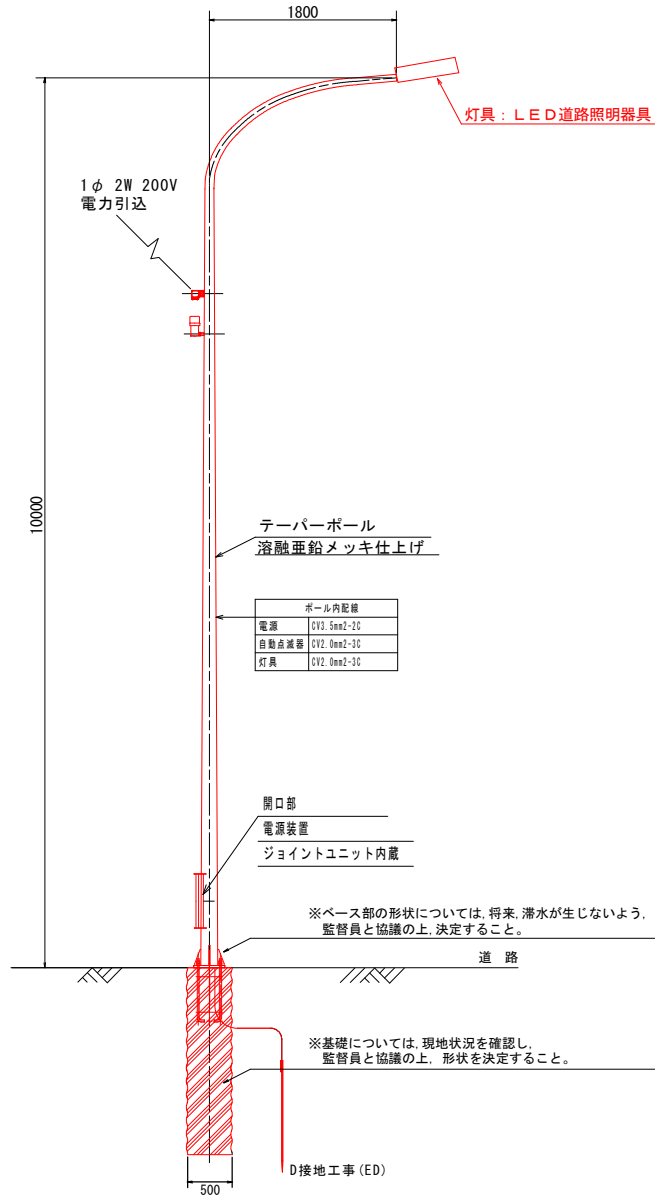 1800
灯具：ＬＥＤ道路照明器具
1φ 2W 200V
電力引込
10000
テーパーポール
溶融亜鉛メッキ仕上げ
ポール内配線
電源 CV3.5mm2-2C
自動点滅器 CV2.0mm2-3C
灯具 CV2.0mm2-3C
開口部
電源装置
ジョイントユニット内蔵
※ベース部の形状については,将来,滞水が生じないよう,
監督員と協議の上,決定すること。
道 路
※基礎については,現地状況を確認し,
監督員と協議の上, 形状を決定すること。
D接地工事(ED)
500